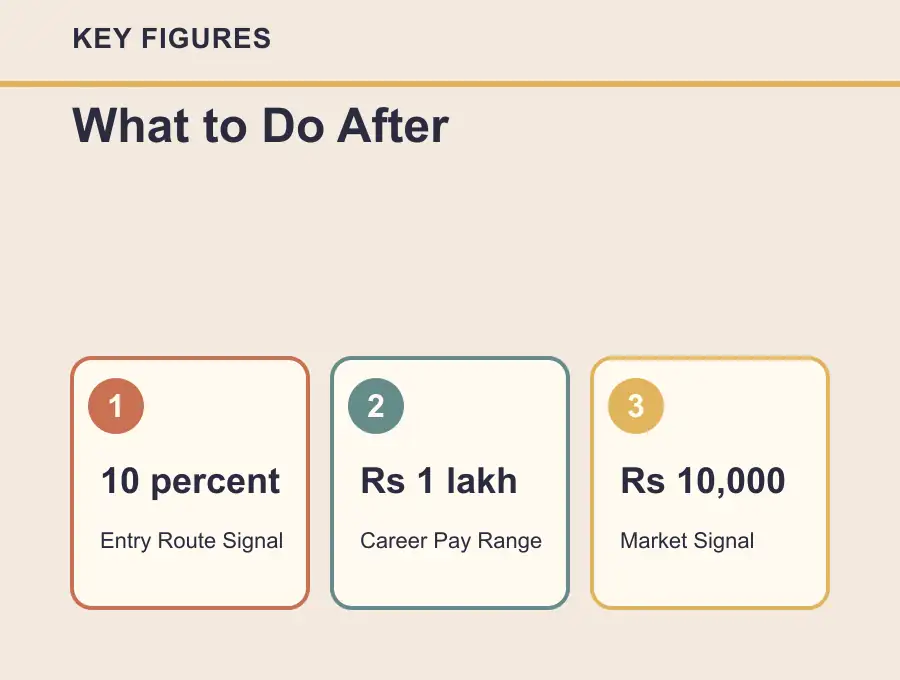 KEY FIGURES
What to Do After
1
10 percent
Entry Route Signal
2
Rs 1 lakh
Career Pay Range
3
Rs 10,000
Market Signal